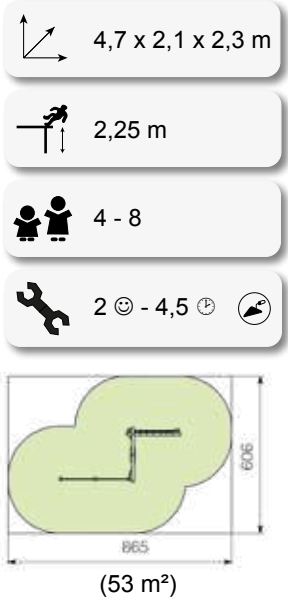 4,7 x 2,1 x 2,3 m
2,25 m
4 - 8
2 ☺ - 4,5 🕑
606
865
(53 m²)